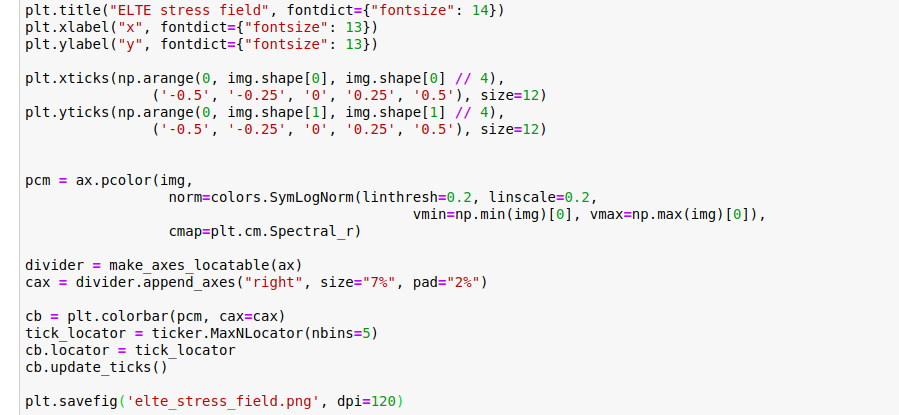 plt.title("ELTE stress field", fontdict={"fontsize": 14})
plt.xlabel("x", fontdict={"fontsize": 13})
plt.ylabel("y", fontdict={"fontsize": 13})
plt.xticks(np.arange(0, img.shape[0], img.shape[0] // 4),
('-0.5', '-0.25', '0', '0.25', '0.5'), size=12)
plt.yticks(np.arange(0, img.shape[1], img.shape[1] // 4),
('-0.5', '-0.25', '0', '0.25', '0.5'), size=12)
pcm = ax.pcolor(img,
norm=colors.SymLogNorm(linthresh=0.2, linscale=0.2,
vmin=np.min(img)[0], vmax=np.max(img)[0]),
cmap=plt.cm.Spectral_r)
divider = make_axes_locatable(ax)
cax = divider.append_axes("right", size="7%", pad="2%")
cb = plt.colorbar(pcm, cax=cax)
tick_locator = ticker.MaxNLocator(nbins=5)
cb.locator = tick_locator
cb.update_ticks()
plt.savefig('elte_stress_field.png', dpi=120)